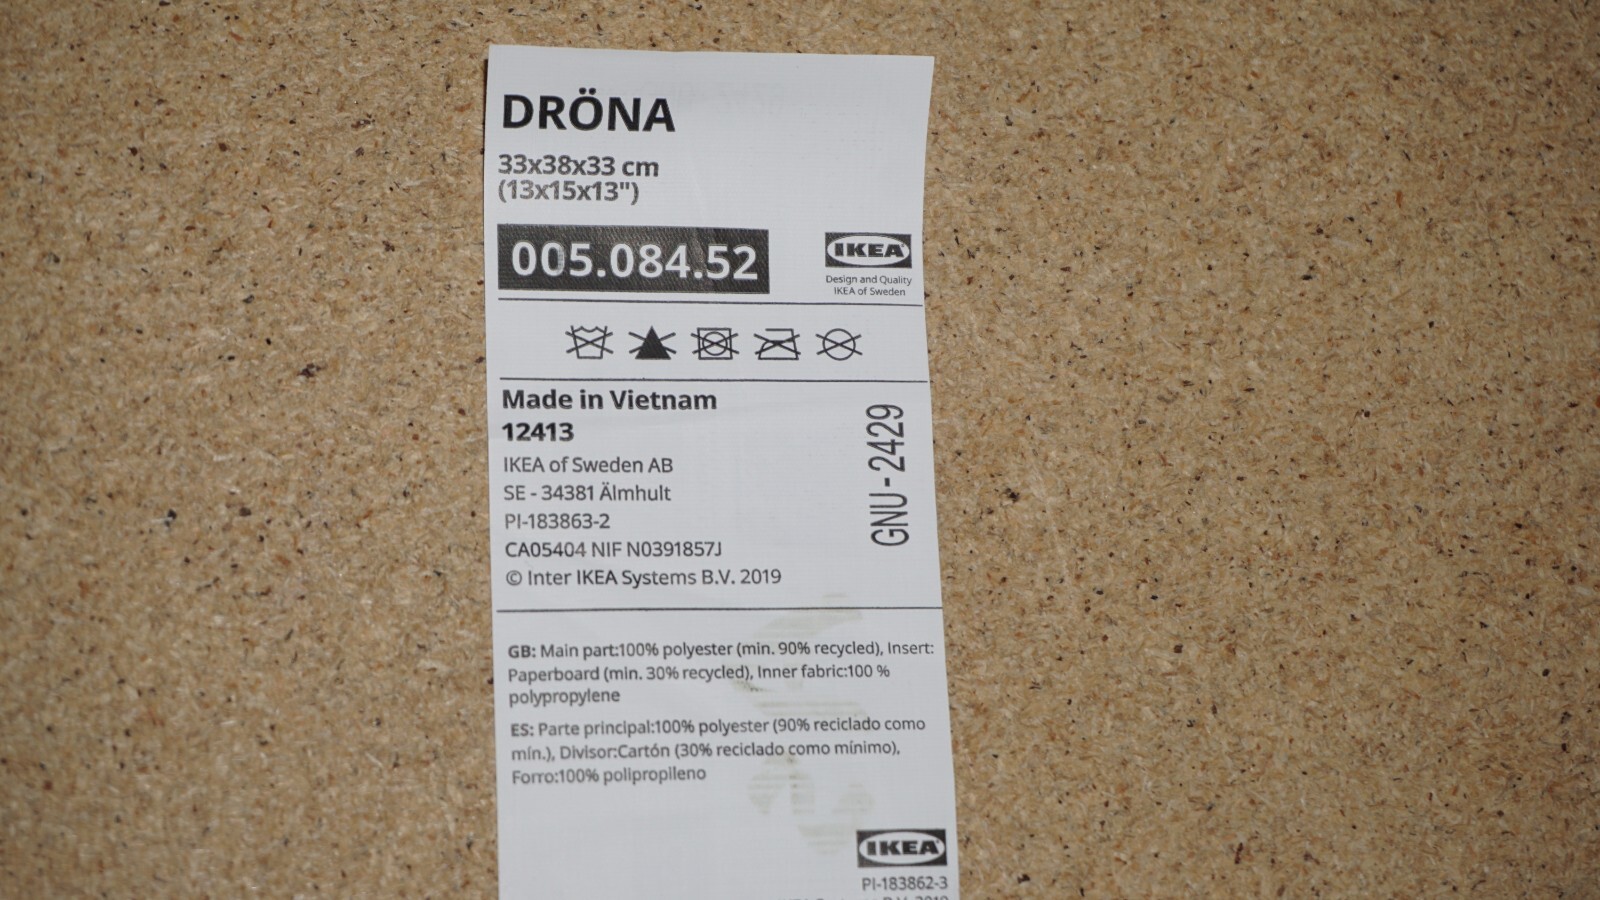 DRÖNA
33x38x33 cm
(13x15x13")
005.084.52
IKEA
Design and Quality
IKEA of Sweden
Made in Vietnam
12413
IKEA of Sweden AB
SE - 34381 Älmhult
PI-183863-2
CA05404 NIF N0391857J
© Inter IKEA Systems B.V. 2019
GNU - 2429
GB: Main part:100% polyester (min. 90% recycled), Insert:
Paperboard (min. 30% recycled), Inner fabric:100 %
polypropylene
ES: Parte principal:100% polyester (90% reciclado como
mín.), Divisor:Cartón (30% reciclado como mínimo),
Forro:100% polipropileno
IKEA
PI-183862-3